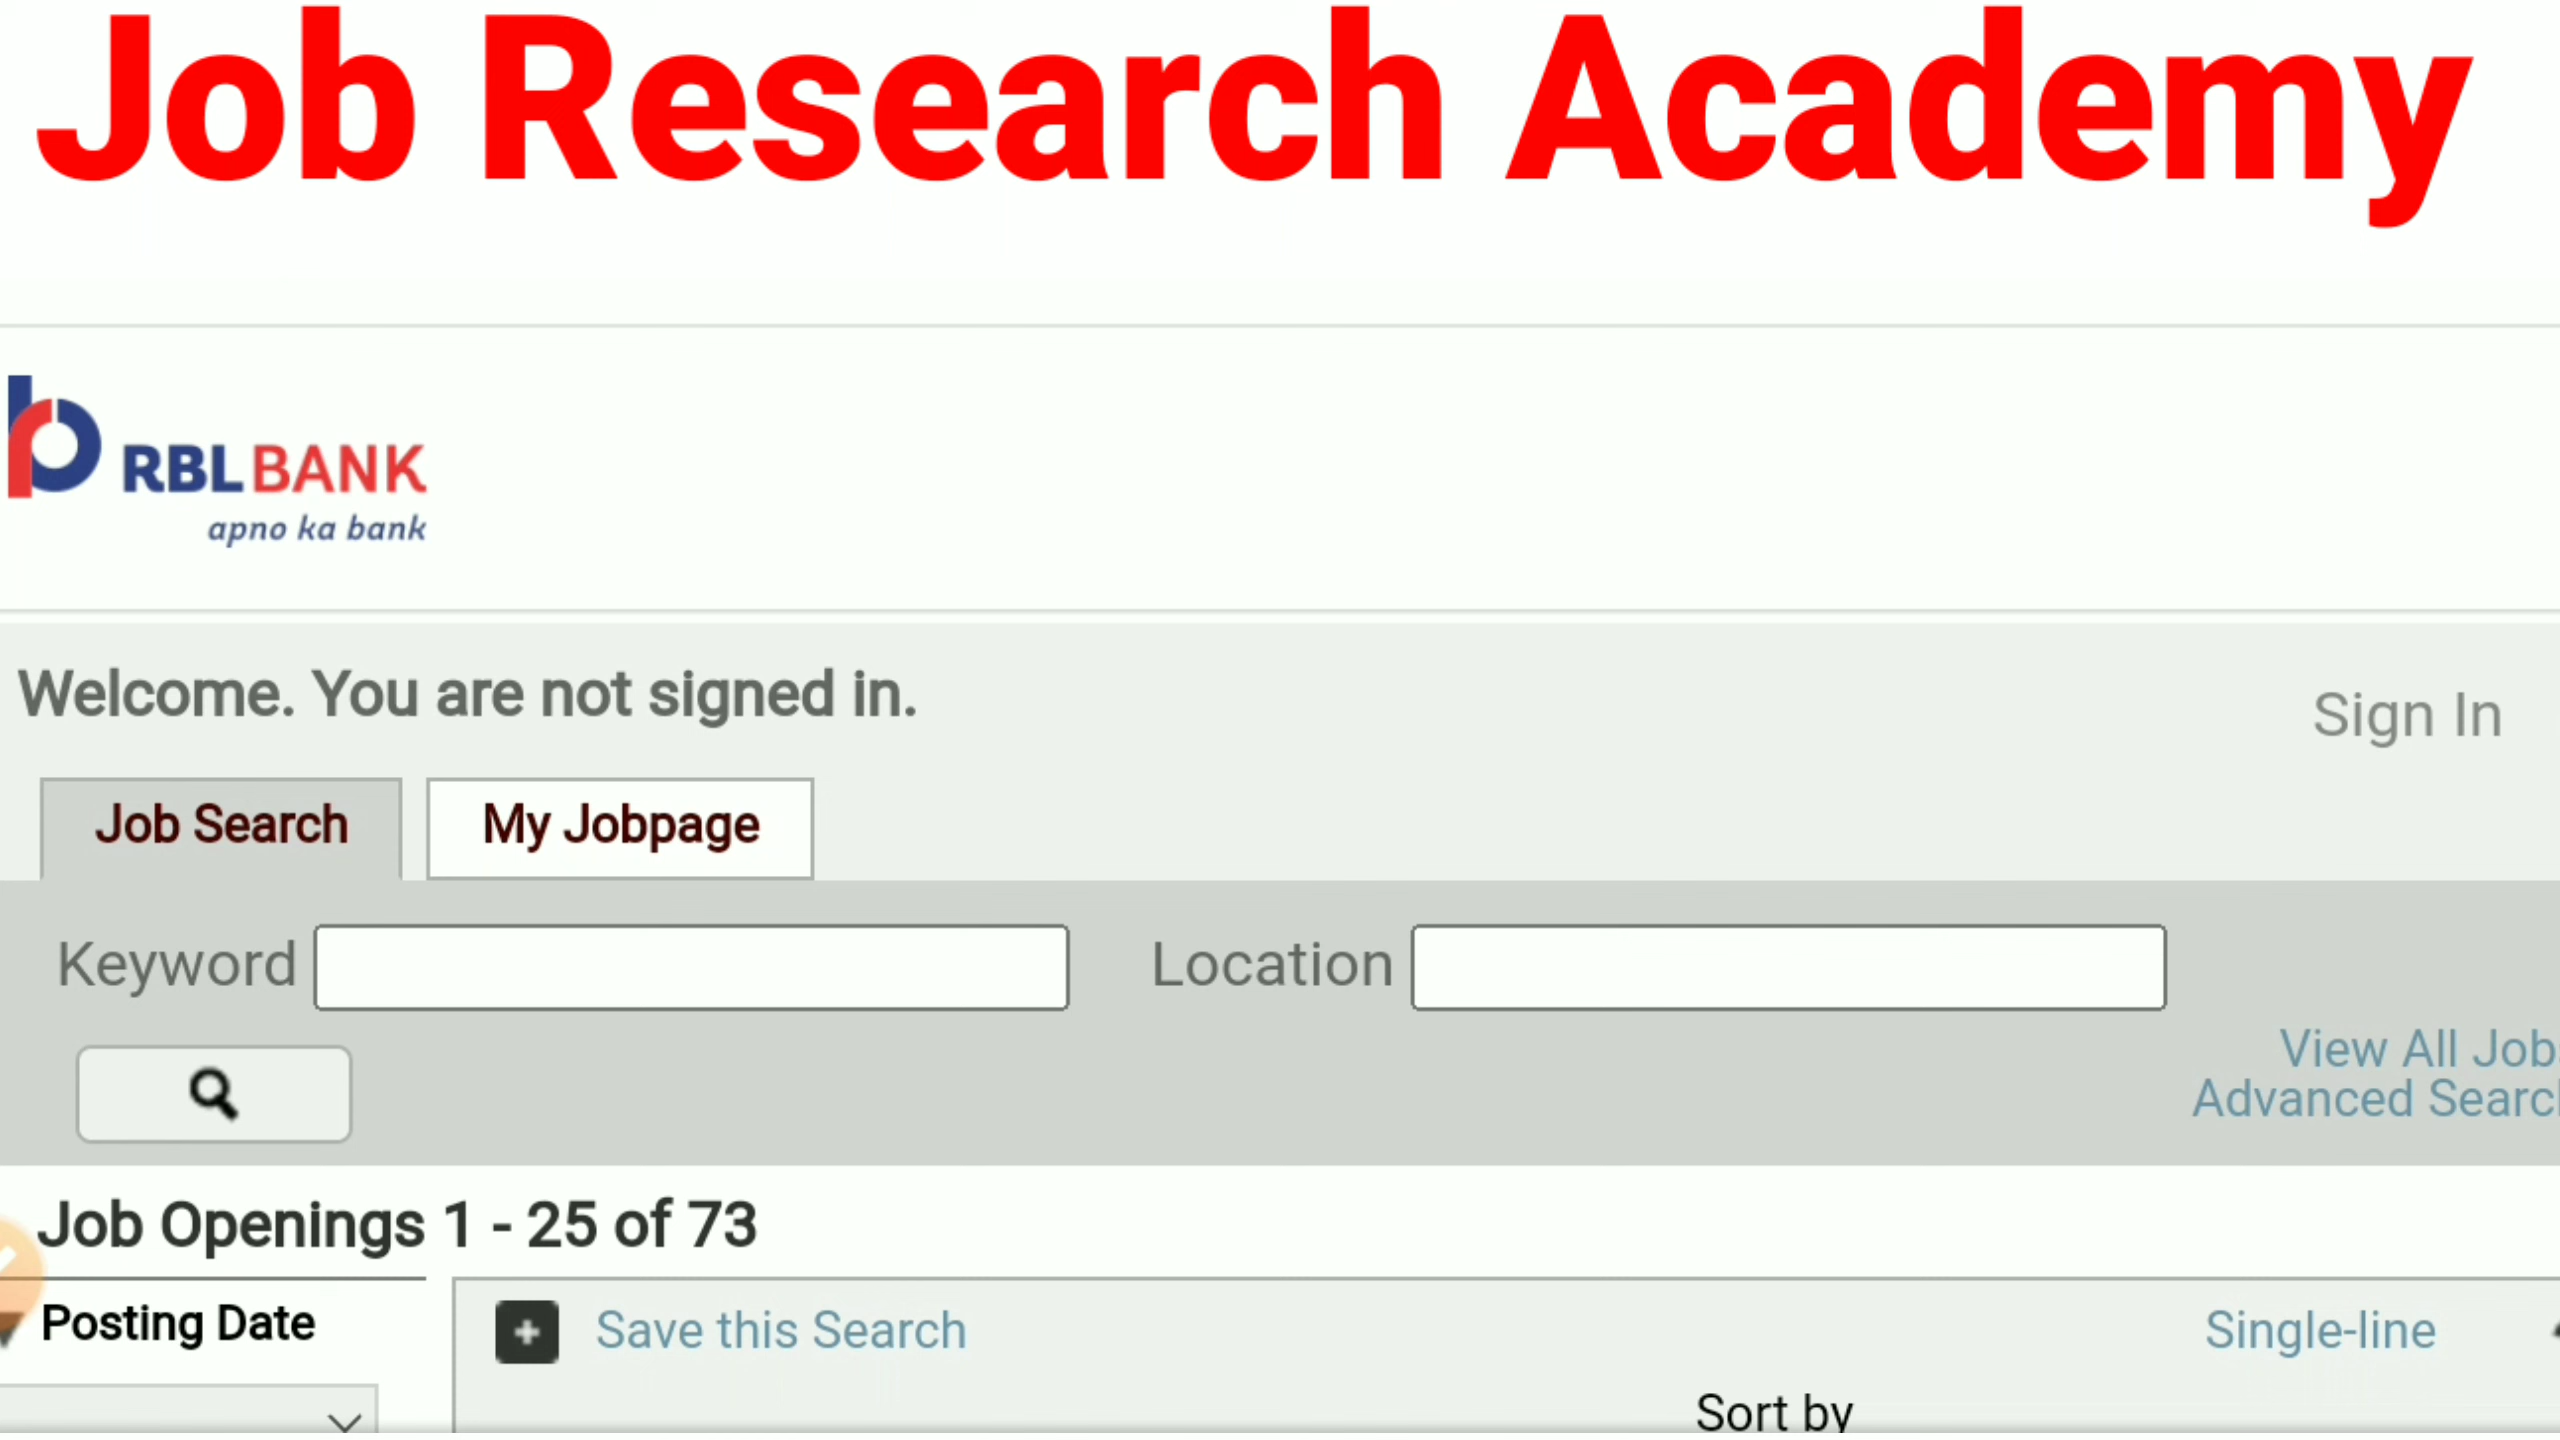 Job Research Academy
RBL BANK
apno ka bank
Welcome. You are not signed in.
Sign In
Job Search
My Jobpage
Keyword
Location
View All Job
Advanced Search
Job Openings 1 - 25 of 73
Posting Date
Save this Search
Single-line
Sort by